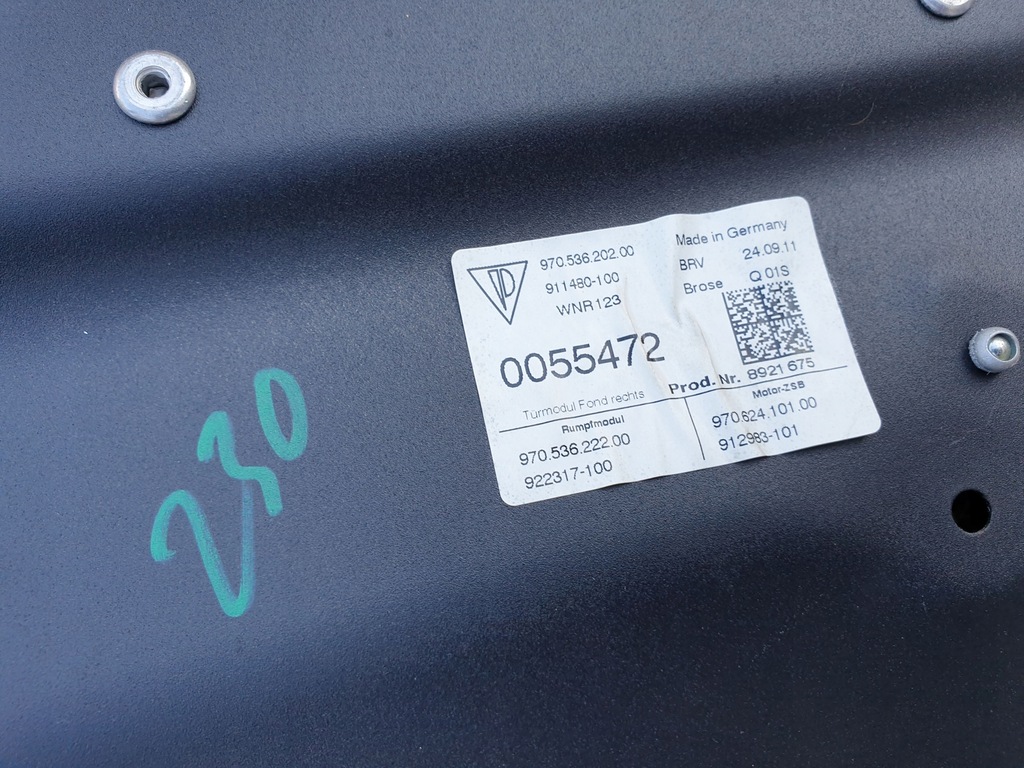 970.536.202.00
911480-100
WNR123
Made in Germany
BRV 24.09.11
Brose Q 01S
0055472
Türmodul Fond rechts
Prod. Nr. 8921675
Rumpfmodul
970.536.222.00
922317-100
Motor-ZSB
970.624.101.00
912983-101
230